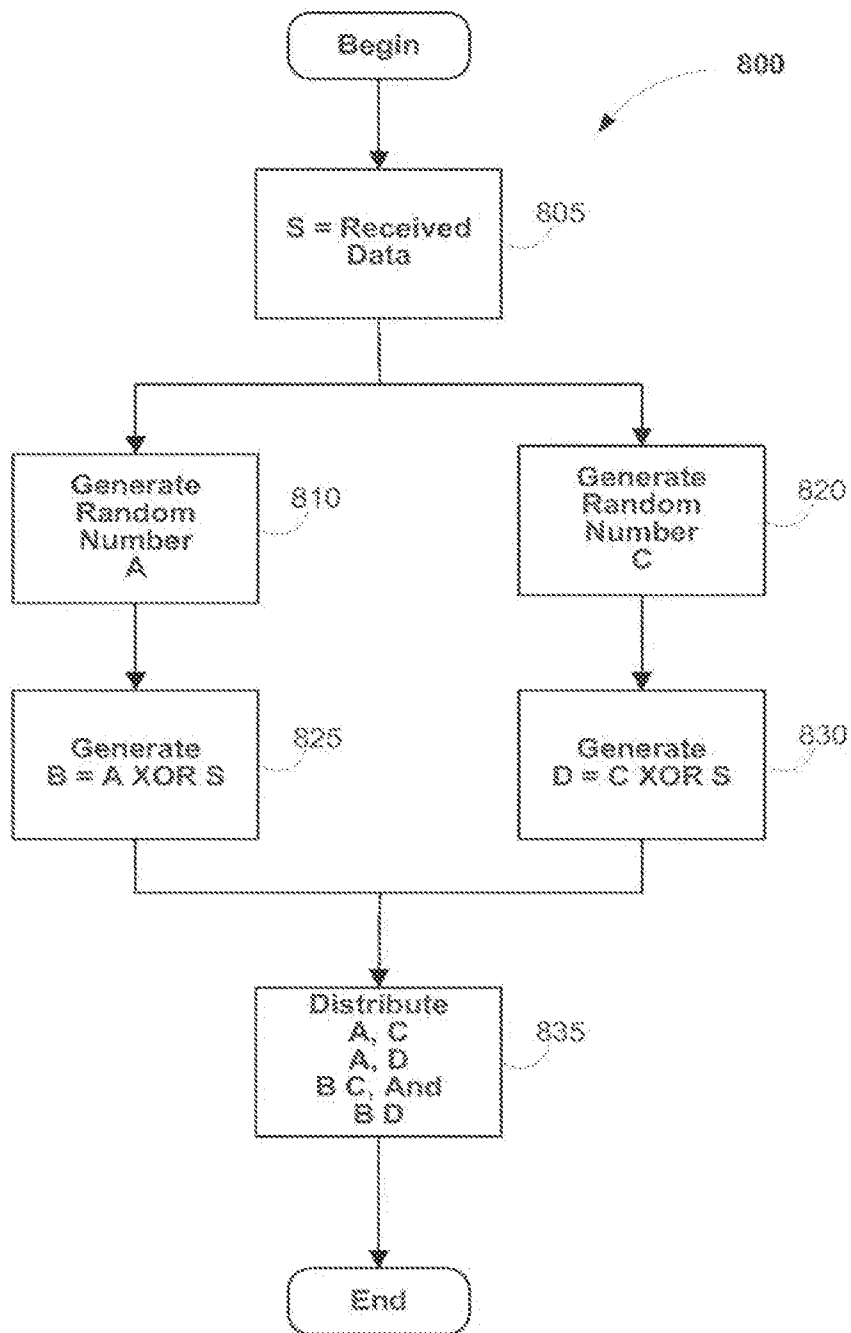 Begin
800
S = Received
Data
805
Generate
Random
Number
A
810
Generate
Random
Number
C
820
Generate
B = A XOR S
825
Generate
D = C XOR S
830
Distribute
A, C
A, D
B C, And
B D
835
End